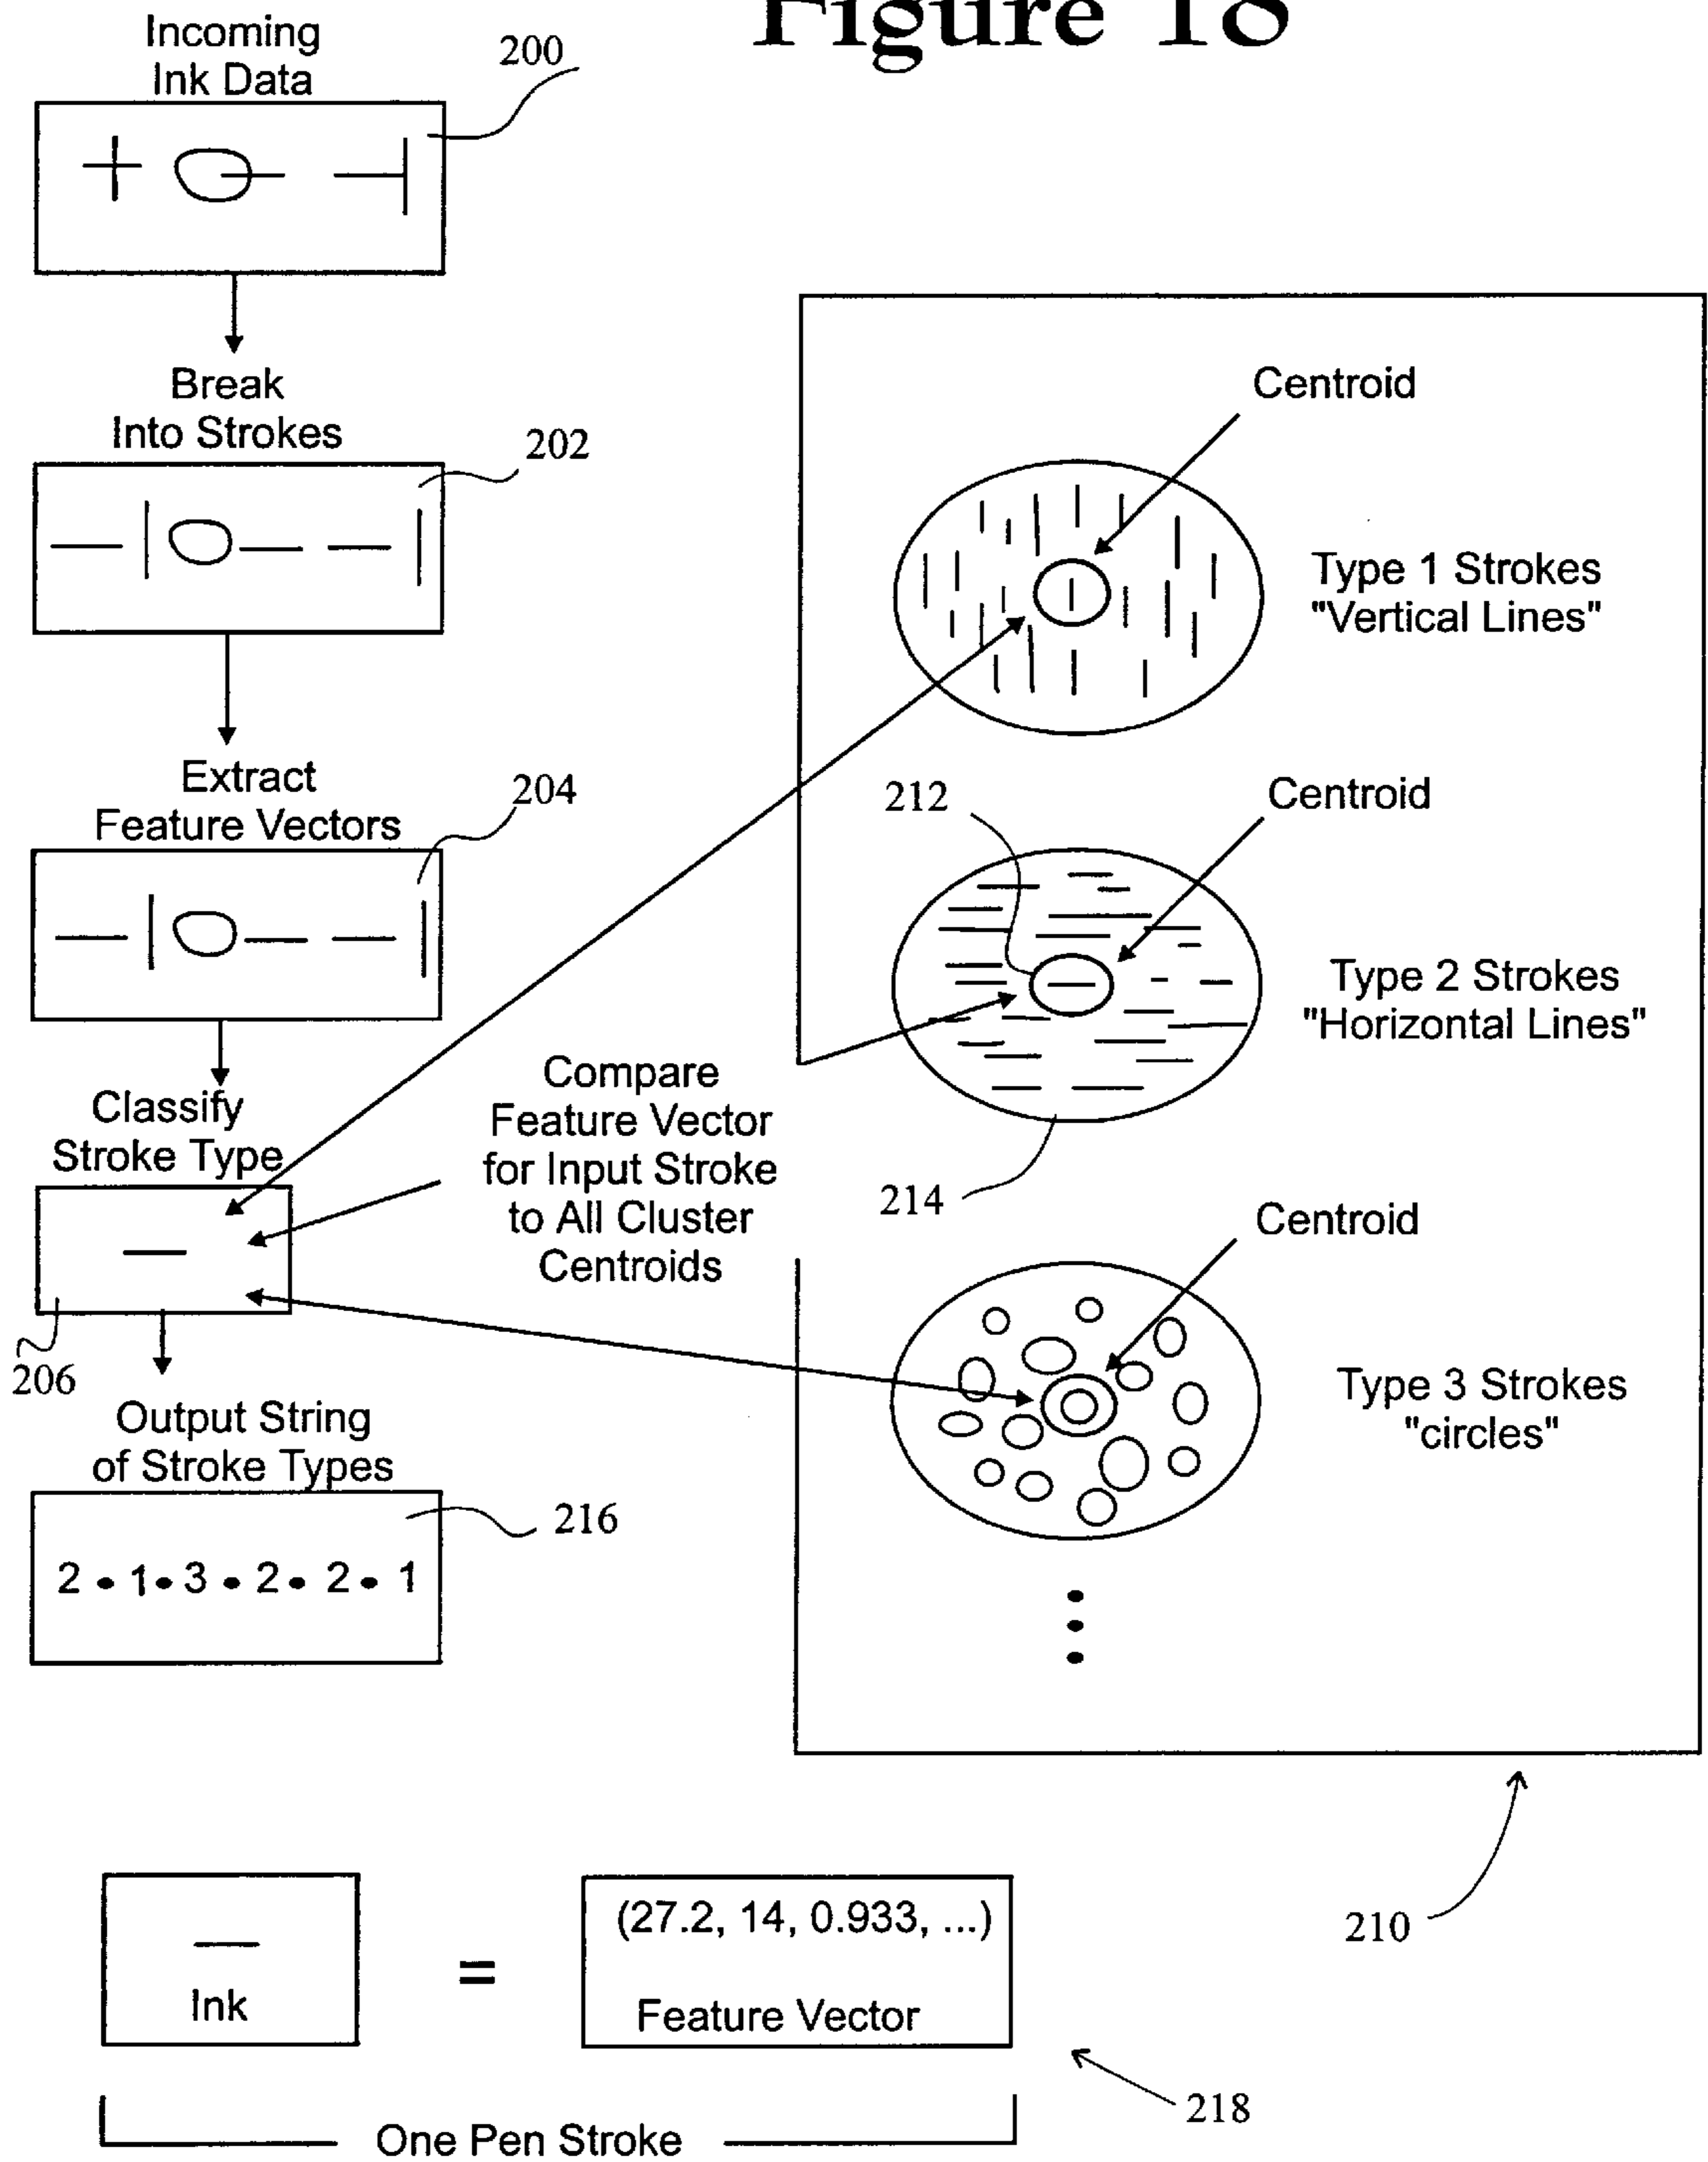 Figure 18
Incoming
Ink Data
200
Break
Into Strokes
202
Extract
Feature Vectors
204
Classify
Stroke Type
206
Compare
Feature Vector
for Input Stroke
to All Cluster
Centroids
Output String
of Stroke Types
216
2 • 1 • 3 • 2 • 2 • 1
Centroid
Type 1 Strokes
"Vertical Lines"
212
Centroid
Type 2 Strokes
"Horizontal Lines"
214
Centroid
Type 3 Strokes
"circles"
210
Ink
=
(27.2, 14, 0.933, ...)
Feature Vector
218
One Pen Stroke